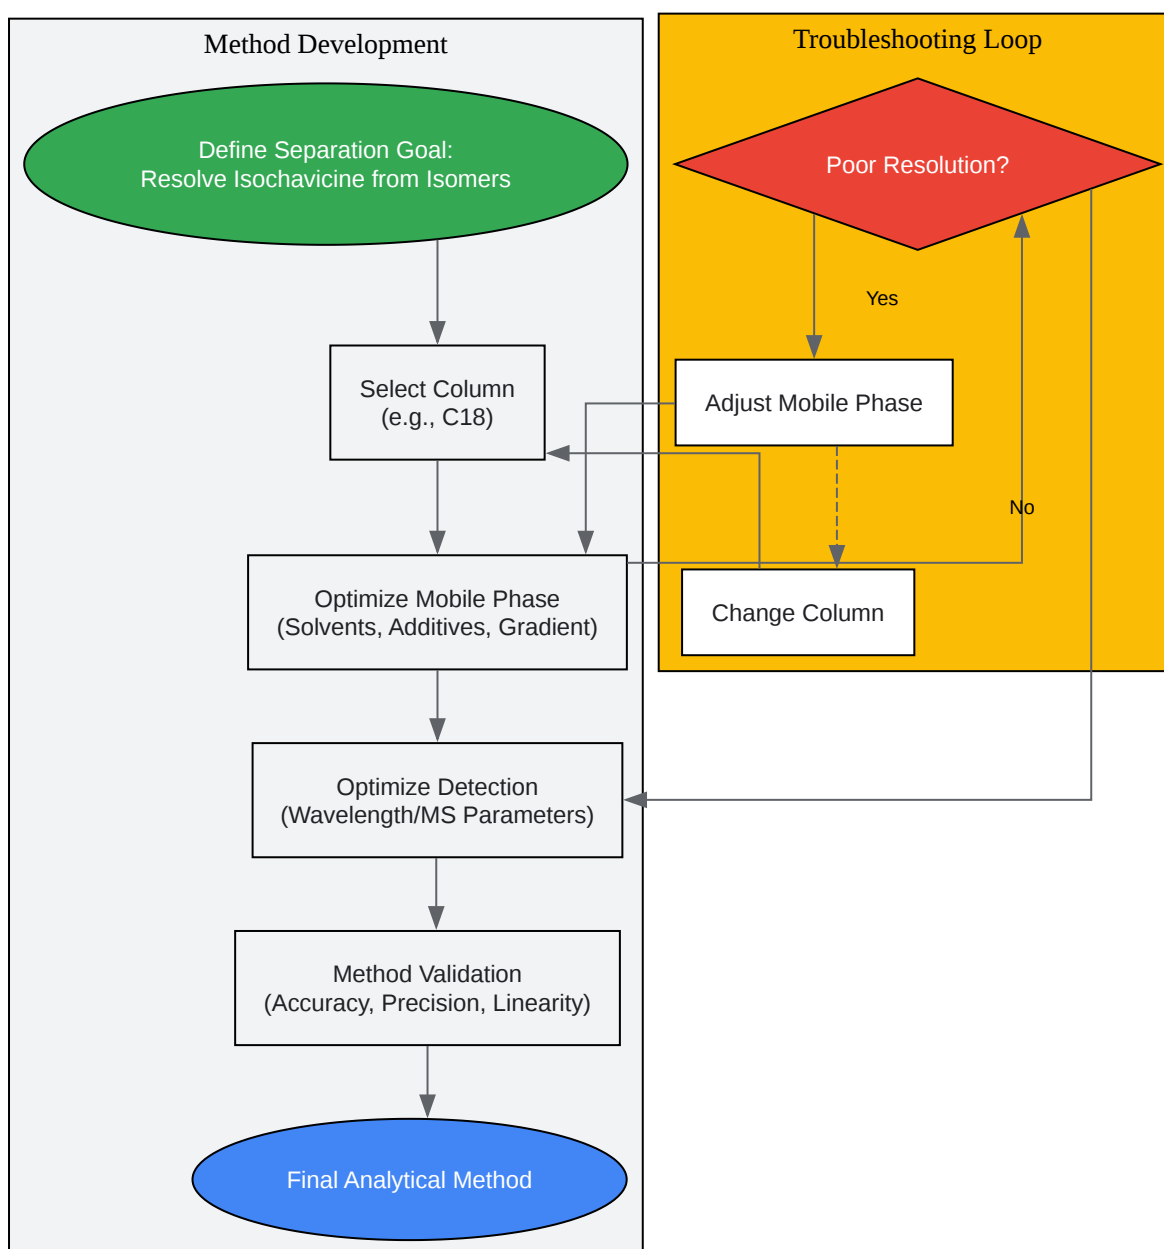 Method Development
Define Separation Goal:
Resolve Isochavicine from Isomers
Select Column
(e.g., C18)
Optimize Mobile Phase
(Solvents, Additives, Gradient)
Optimize Detection
(Wavelength/MS Parameters)
Method Validation
(Accuracy, Precision, Linearity)
Final Analytical Method
Troubleshooting Loop
Poor Resolution?
Yes
Adjust Mobile Phase
No
Change Column